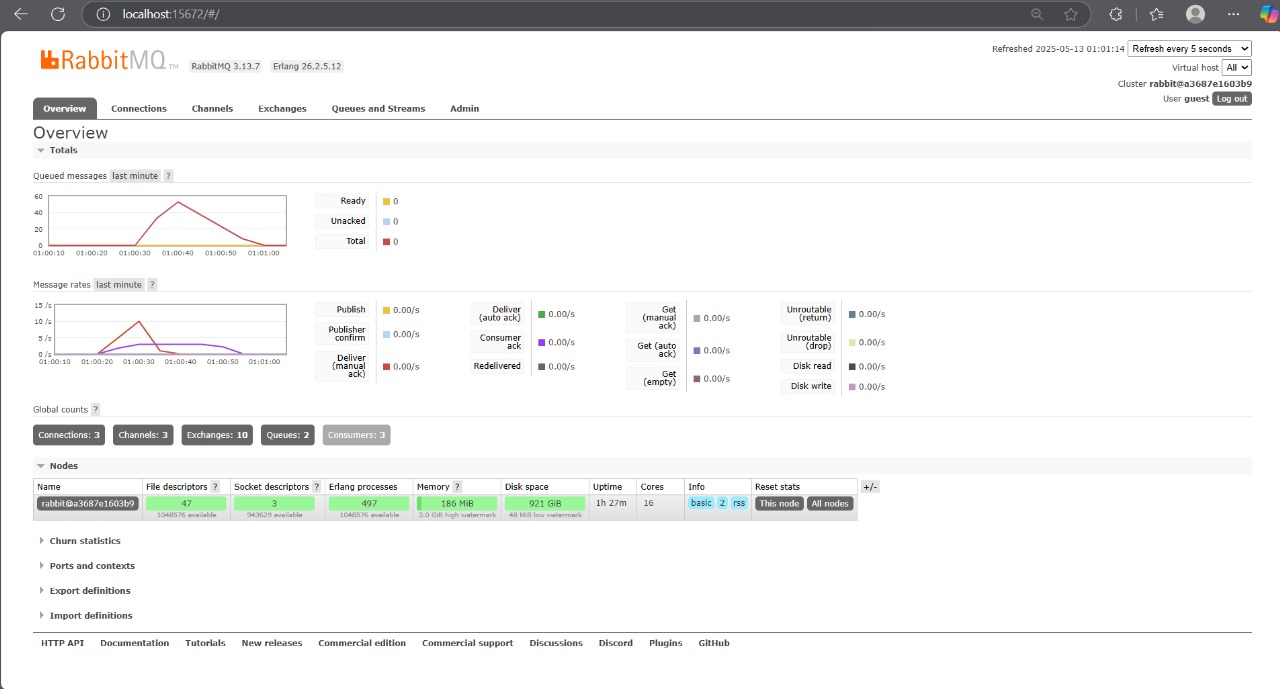 localhost:15672/#/
RabbitMQ TM RabbitMQ 3.13.7 Erlang 26.2.5.12
Refreshed 2025-05-13 01:01:14 Refresh every 5 seconds
Virtual host All
Cluster rabbit@a3687e1603b9
User guest Log out
Overview Connections Channels Exchanges Queues and Streams Admin
Overview
Totals
Queued messages last minute ?
60
40
20
0
01:00:10 01:00:20 01:00:30 01:00:40 01:00:50 01:01:00
Ready 0
Unacked 0
Total 0
Message rates last minute ?
15 /s
10 /s
5 /s
0 /s
01:00:10 01:00:20 01:00:30 01:00:40 01:00:50 01:01:00
Publish 0.00/s
Publisher
confirm 0.00/s
Deliver
(manual
ack) 0.00/s
Deliver
(auto ack) 0.00/s
Consumer
ack 0.00/s
Redelivered 0.00/s
Get
(manual
ack) 0.00/s
Get (auto
ack) 0.00/s
Get
(empty) 0.00/s
Unroutable
(return) 0.00/s
Unroutable
(drop) 0.00/s
Disk read 0.00/s
Disk write 0.00/s
Global counts ?
Connections: 3 Channels: 3 Exchanges: 10 Queues: 2 Consumers: 3
Nodes
Name File descriptors ? Socket descriptors ? Erlang processes Memory ? Disk space Uptime Cores Info Reset stats +/-
rabbit@a3687e1603b9 47 3 497 186 MiB 921 GiB 1h 27m 16 basic 2 rss This node All nodes
1048576 available 943629 available 1048576 available 3.0 GiB high watermark 48 MiB low watermark
Churn statistics
Ports and contexts
Export definitions
Import definitions
HTTP API Documentation Tutorials New releases Commercial edition Commercial support Discussions Discord Plugins GitHub